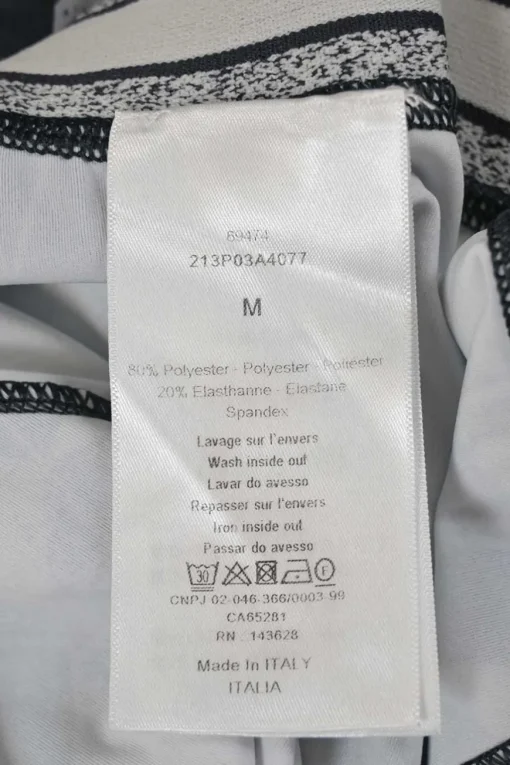 69474
213P03A4077
M
80% Polyester - Polyester - Poliester
20% Elasthanne - Elastane
Spandex
Lavage sur l'envers
Wash inside out
Lavar do avesso
Repasser sur l'envers
Iron inside out
Passar do avesso
30 F
CNPJ 02-046-366/0003-99
CA65281
RN : 143628
Made In ITALY
ITALIA